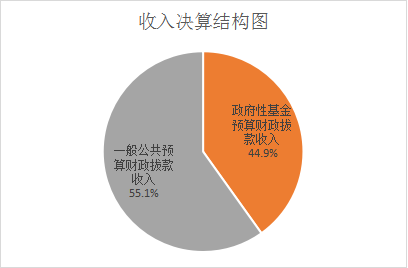 收入决算结构图
政府性基金
预算财政拨
款收入
44.9%
一般公共预
算财政拨款
收入
55.1%